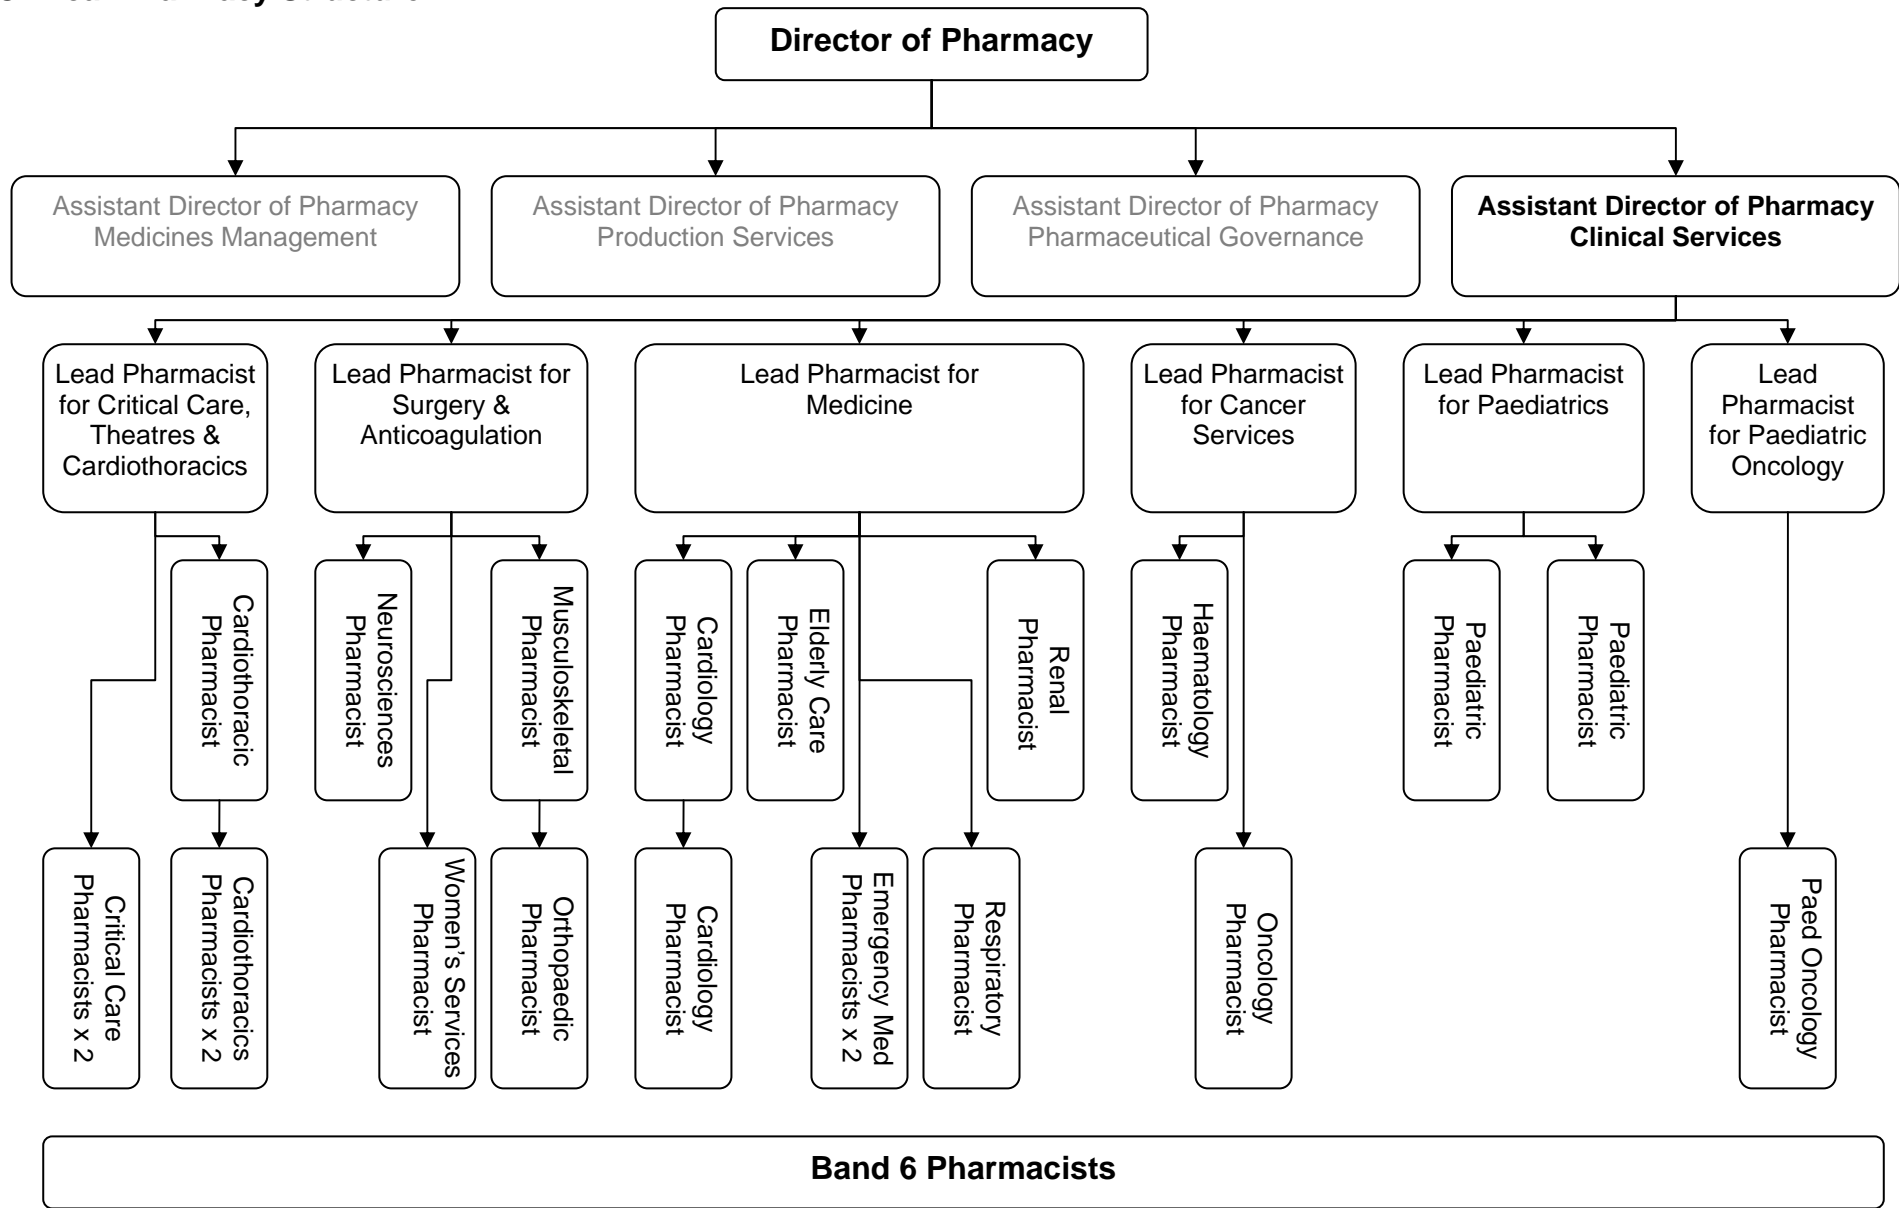 Director of Pharmacy
Assistant Director of Pharmacy
Medicines Management
Assistant Director of Pharmacy
Production Services
Assistant Director of Pharmacy
Pharmaceutical Governance
Assistant Director of Pharmacy
Clinical Services
Lead Pharmacist
for Critical Care,
Theatres &
Cardiothoracics
Lead Pharmacist for
Surgery &
Anticoagulation
Lead Pharmacist for
Medicine
Lead Pharmacist
for Cancer
Services
Lead Pharmacist
for Paediatrics
Lead
Pharmacist
for Paediatric
Oncology
Cardiothoracic
Pharmacist
Neurosciences
Pharmacist
Musculoskeletal
Pharmacist
Cardiology
Pharmacist
Elderly Care
Pharmacist
Renal
Pharmacist
Haematology
Pharmacist
Paediatric
Pharmacist
Paediatric
Pharmacist
Critical Care
Pharmacists x 2
Cardiothoracics
Pharmacists x 2
Women's Services
Pharmacist
Orthopaedic
Pharmacist
Cardiology
Pharmacist
Emergency Med
Pharmacists x 2
Respiratory
Pharmacist
Oncology
Pharmacist
Paed Oncology
Pharmacist
Band 6 Pharmacists